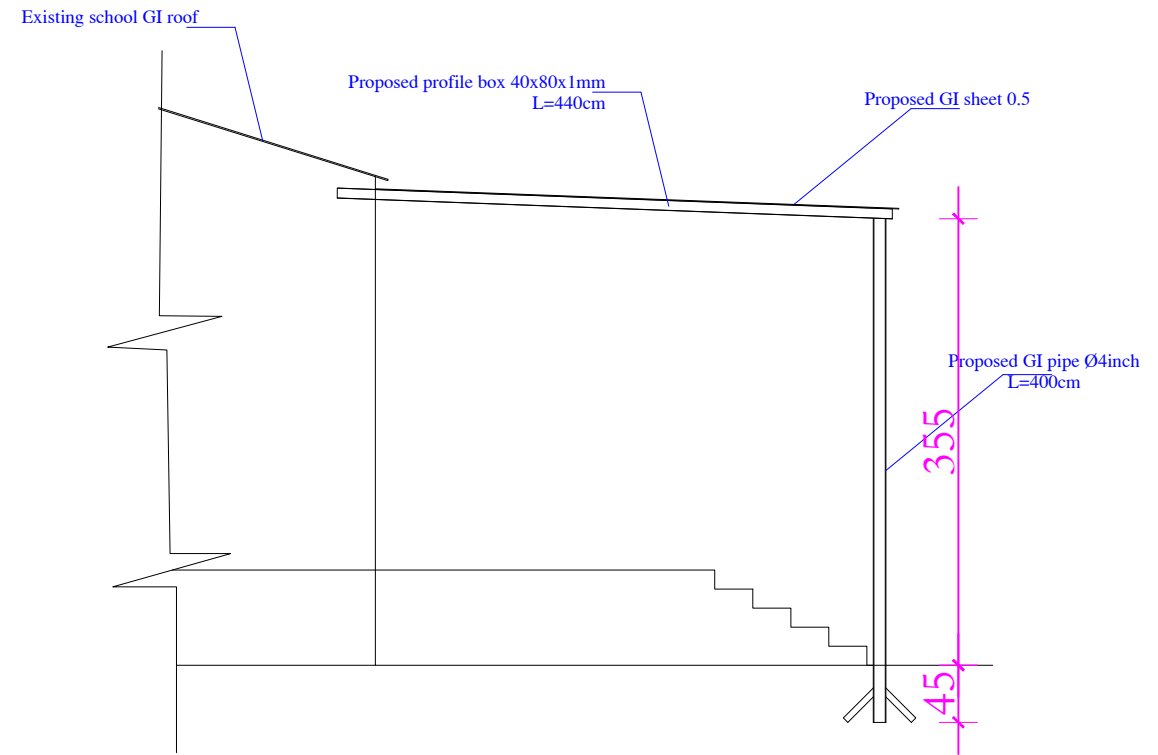 Existing school GI roof
Proposed profile box 40x80x1mm
L=440cm
Proposed GI sheet 0.5
Proposed GI pipe Ø4inch
L=400cm
355
45